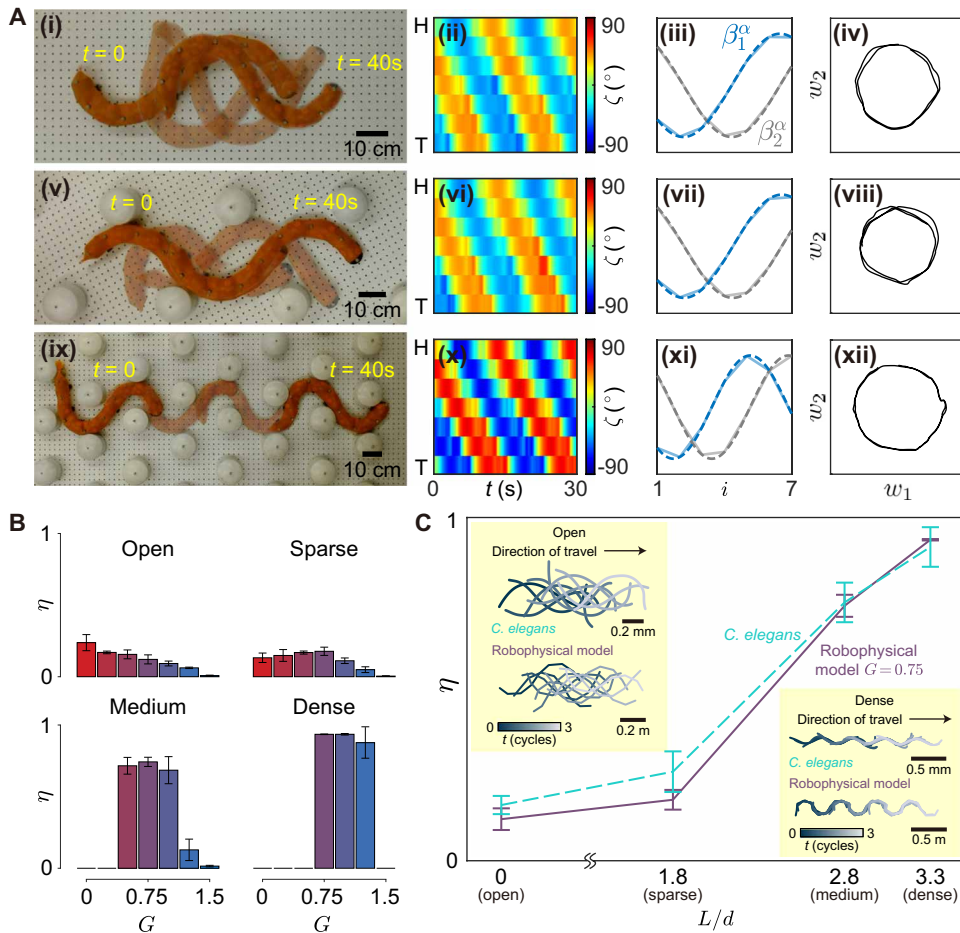 A
(i)
t = 0
t = 40s
10 cm
(ii)
H
T
90
ζ (°)
-90
(iii)
β₁^α
β₂^α
(iv)
w₂
(v)
t = 0
t = 40s
10 cm
(vi)
H
T
90
ζ (°)
-90
(vii)
(viii)
w₂
(ix)
t = 0
t = 40s
10 cm
(x)
H
T
0 t (s) 30
90
ζ (°)
-90
(xi)
1 i 7
(xii)
w₂
w₁
B
Open
Sparse
1
η
0
Medium
Dense
1
η
0
0 0.75 1.5
0 0.75 1.5
G
G
C
1
η
0
Open
Direction of travel
C. elegans
0.2 mm
Robophysical model
0 3
t (cycles)
0.2 m
C. elegans
Robophysical
model G = 0.75
Dense
Direction of travel
C. elegans
0.5 mm
Robophysical model
0 3
t (cycles)
0.5 m
0 1.8 2.8 3.3
(open) (sparse) (medium) (dense)
L/d